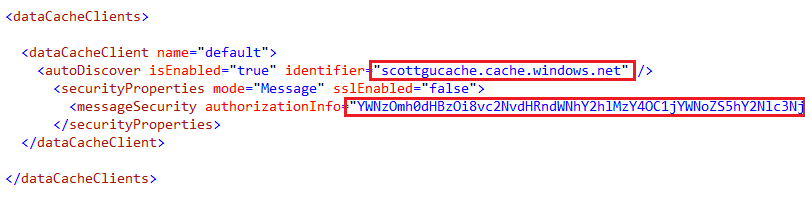 <dataCacheClients>
<dataCacheClient name="default">
<autoDiscover isEnabled="true" identifier="scottgucache.cache.windows.net" />
<securityProperties mode="Message" sslEnabled="false">
<messageSecurity authorizationInfo="YWNzOmh0dHBzOi8vc2NvdHRndWNhY2hlMzY4OC1jYWNoZS5hY2Nlc3Nj
</securityProperties>
</dataCacheClient>
</dataCacheClients>